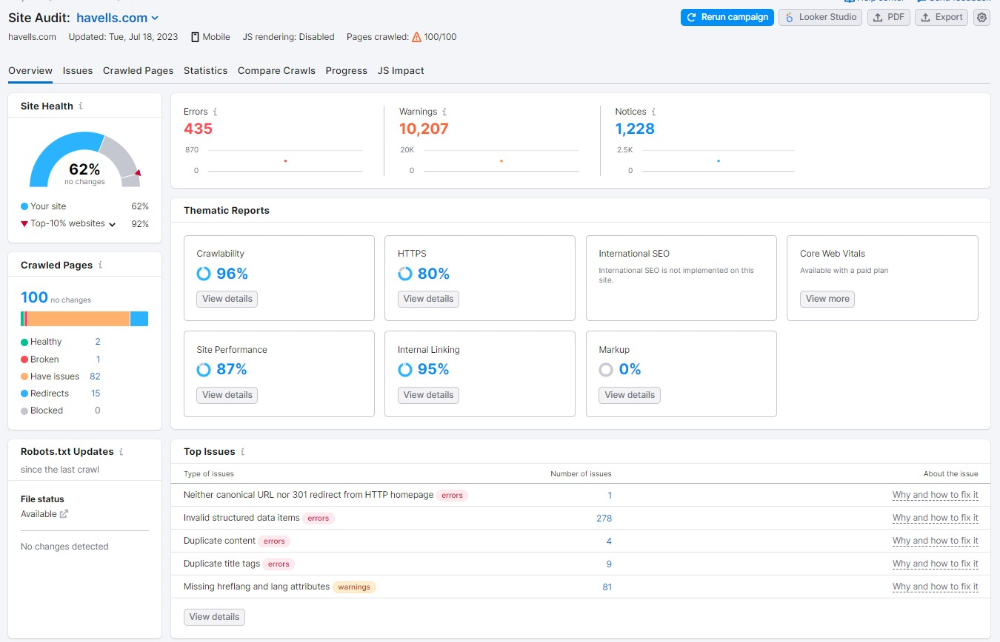 Help Center
Send feedback
Site Audit: havells.com
Rerun campaign
Looker Studio
PDF
Export
havells.com Updated: Tue, Jul 18, 2023 Mobile JS rendering: Disabled Pages crawled: 100/100
Overview Issues Crawled Pages Statistics Compare Crawls Progress JS Impact
Site Health i
62%
no changes
Your site 62%
Top-10% websites 92%
Errors i
435
870
0
Warnings i
10,207
20K
0
Notices i
1,228
2.5K
0
Crawled Pages i
100 no changes
Healthy 2
Broken 1
Have issues 82
Redirects 15
Blocked 0
Thematic Reports
Crawlability
96%
View details
HTTPS
80%
View details
International SEO
International SEO is not implemented on this
site.
Core Web Vitals
Available with a paid plan
View more
Site Performance
87%
View details
Internal Linking
95%
View details
Markup
0%
View details
Robots.txt Updates i
since the last crawl
File status
Available
No changes detected
Top Issues i
Type of issues Number of issues About the issue
Neither canonical URL nor 301 redirect from HTTP homepage errors 1 Why and how to fix it
Invalid structured data items errors 278 Why and how to fix it
Duplicate content errors 4 Why and how to fix it
Duplicate title tags errors 9 Why and how to fix it
Missing hreflang and lang attributes warnings 81 Why and how to fix it
View details